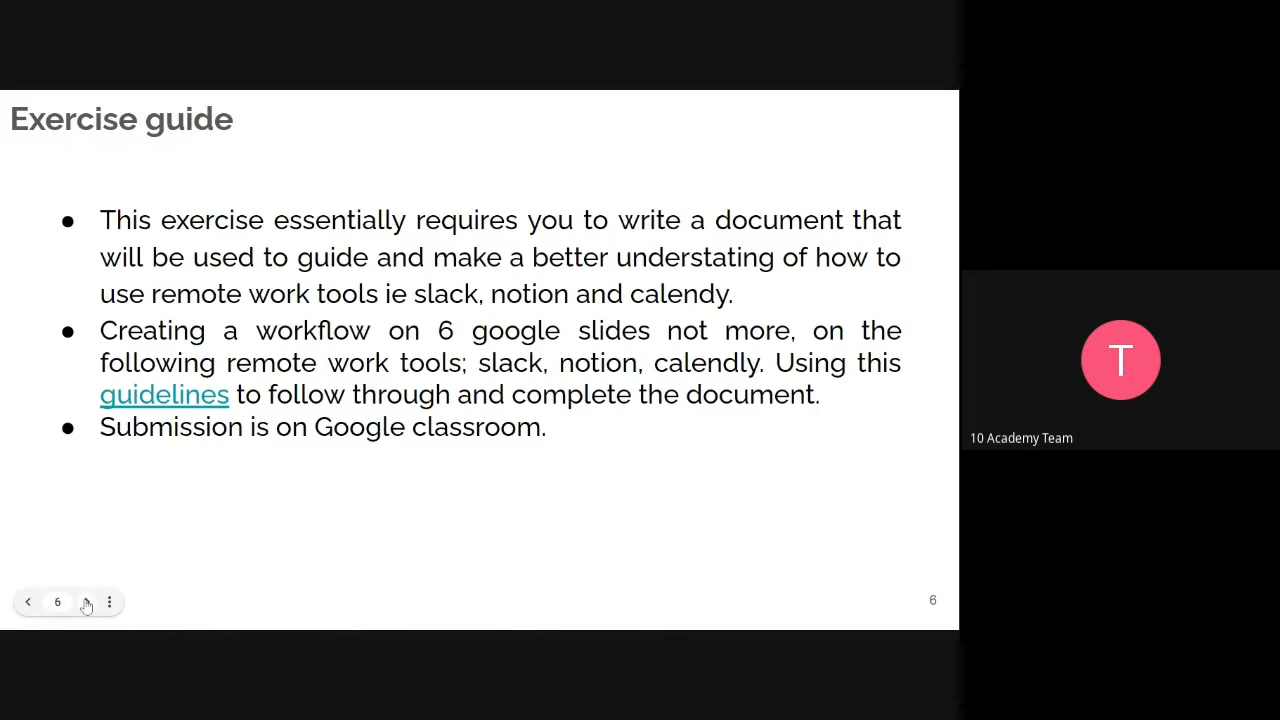 Exercise guide
● This exercise essentially requires you to write a document that
will be used to guide and make a better understating of how to
use remote work tools ie slack, notion and calendy.
● Creating a workflow on 6 google slides not more, on the
following remote work tools; slack, notion, calendly. Using this
guidelines to follow through and complete the document.
● Submission is on Google classroom.
T
10 Academy Team
6
6